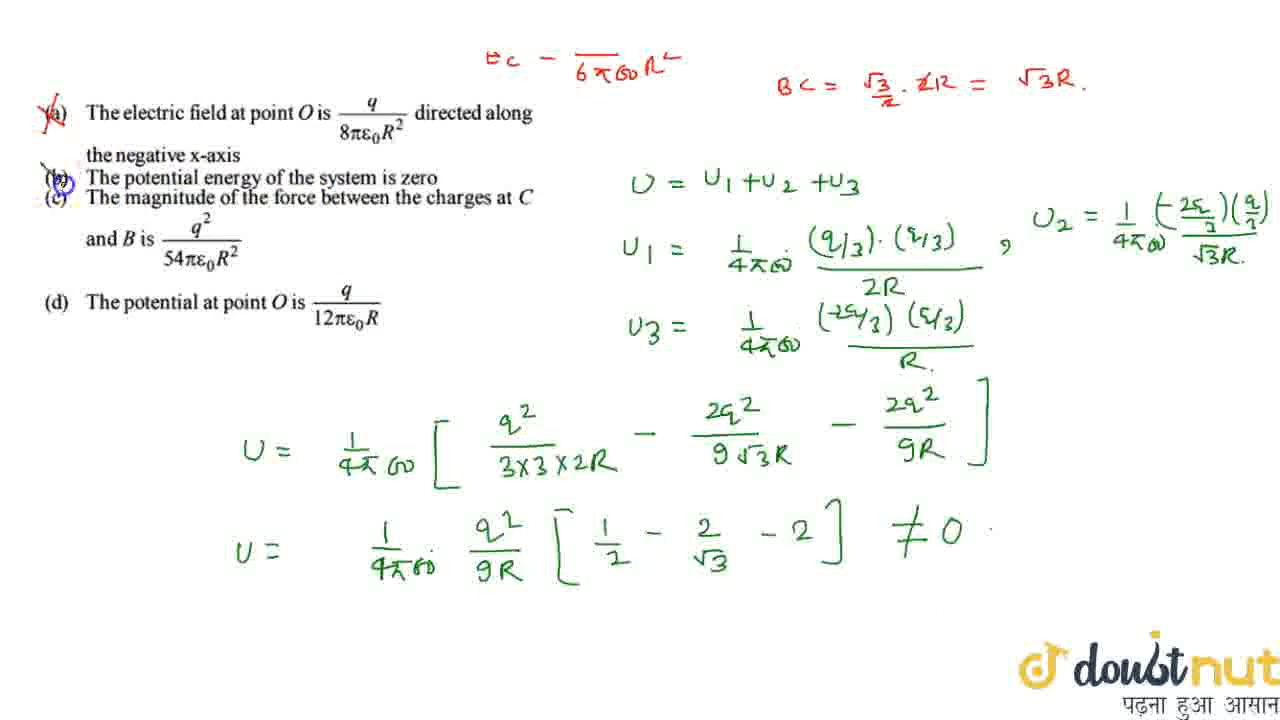 Ec = 6πε0R²
BC = √3/2 · 2R = √3R.
(a) The electric field at point O is q/8πε₀R² directed along
the negative x-axis
(b) The potential energy of the system is zero
(c) The magnitude of the force between the charges at C
and B is q²/54πε₀R²
(d) The potential at point O is q/12πε₀R
U = U1 + U2 + U3
U1 = 1/4πε0 · (q/3)·(q/3)/2R , U2 = 1/4πε0 (-2q/3)(q/3)/√3R.
U3 = 1/4πε0 (-2q/3)(q/3)/R.
U = 1/4πε0 [ q²/3×3×2R - 2q²/9√3R - 2q²/9R ]
U = 1/4πε0 · q²/9R [ 1/2 - 2/√3 - 2 ] ≠ 0
doubtnut
पढ़ना हुआ आसान